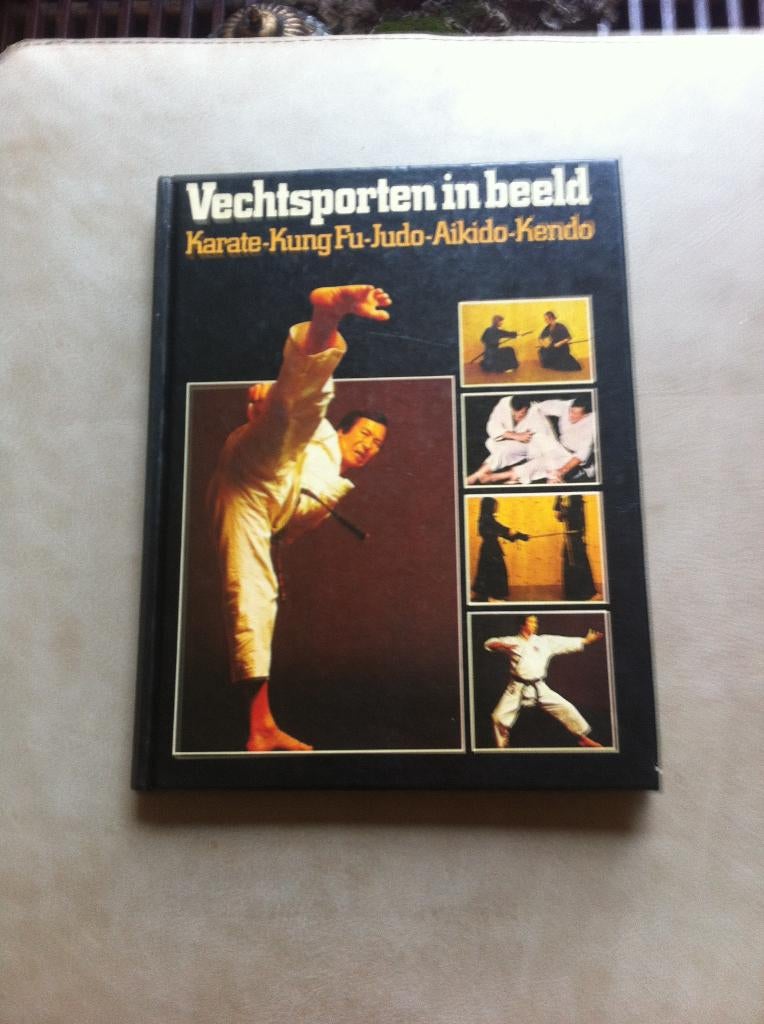 Vechtsporten in beeld
Karate-Kung Fu-Judo-Aikido-Kendo